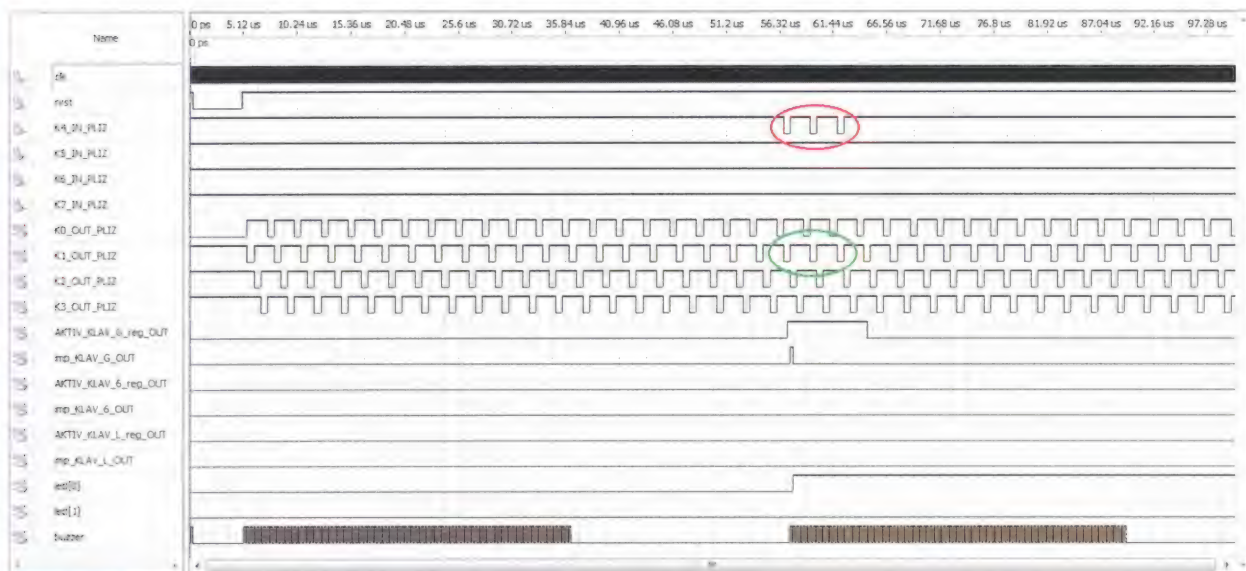 Name
0 ps 5.12 us 10.24 us 15.36 us 20.48 us 25.6 us 30.72 us 35.84 us 40.96 us 46.08 us 51.2 us 56.32 us 61.44 us 66.56 us 71.68 us 76.8 us 81.92 us 87.04 us 92.16 us 97.28 us
0 ps
clk
nrst
K4_IN_PLIZ
K5_IN_PLIZ
K6_IN_PLIZ
K7_IN_PLIZ
K0_OUT_PLIZ
K1_OUT_PLIZ
K2_OUT_PLIZ
K3_OUT_PLIZ
AKTIV_KLAV_G_reg_OUT
imp_KLAV_G_OUT
AKTIV_KLAV_6_reg_OUT
imp_KLAV_6_OUT
AKTIV_KLAV_L_reg_OUT
imp_KLAV_L_OUT
led[0]
led[1]
buzzer